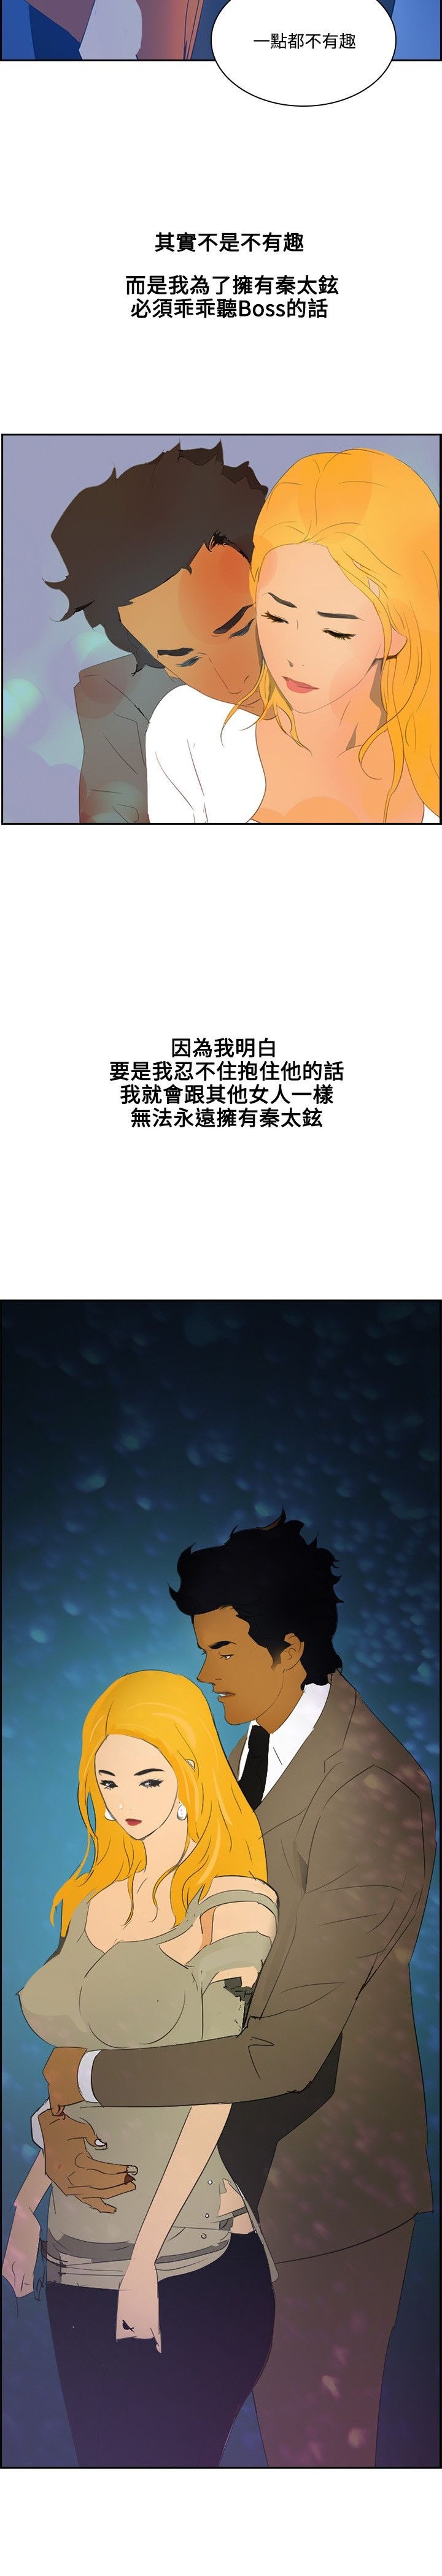 一點都不有趣
其實不是不有趣
而是我為了擁有秦太鉉
必須乖乖聽Boss的話
因為我明白
要是我忍不住抱住他的話
我就會跟其他女人一樣
無法永遠擁有秦太鉉